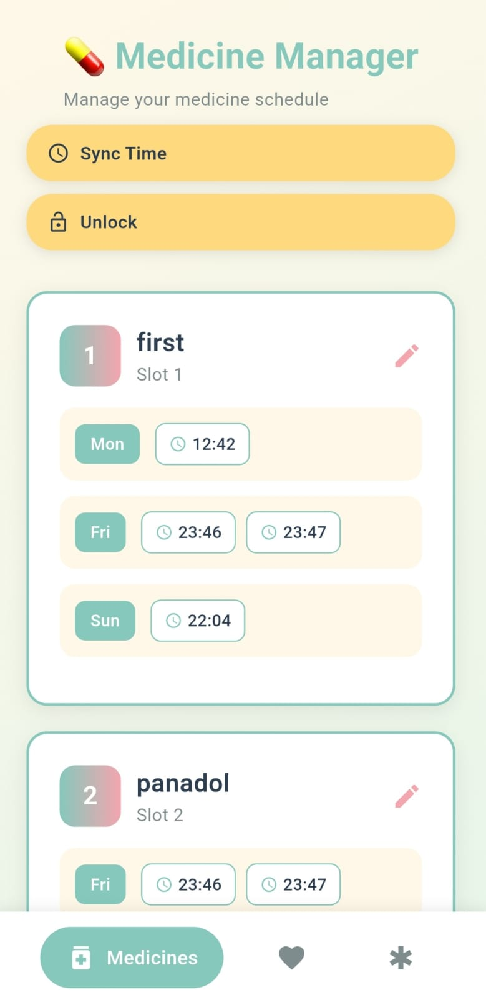 Medicine Manager
Manage your medicine schedule
Sync Time
Unlock
1
first
Slot 1
Mon 12:42
Fri 23:46 23:47
Sun 22:04
2
panadol
Slot 2
Fri 23:46 23:47
Medicines